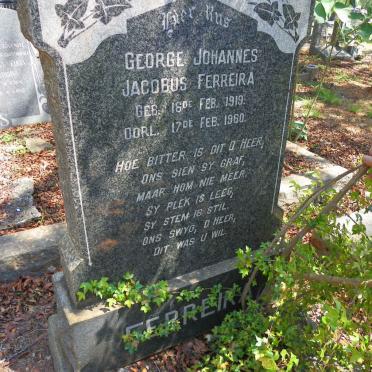 Hier Rus
GEORGE JOHANNES
JACOBUS FERREIRA
GEB. 16DE FEB. 1919.
OORL. 17DE FEB. 1960.
HOE BITTER IS DIT O HEER,
ONS SIEN SY GRAF,
MAAR HOM NIE MEER.
SY PLEK IS LEEG,
SY STEM IS STIL.
ONS SWYG, O HEER,
DIT WAS U WIL.
FERREIRA